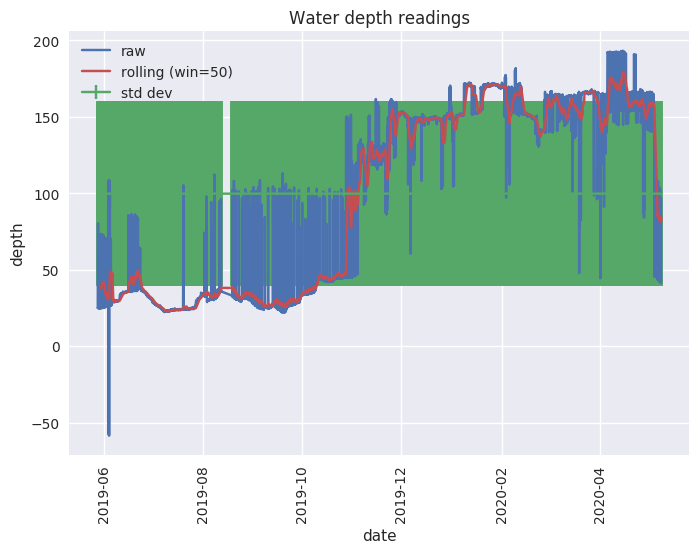 Water depth readings
raw
rolling (win=50)
std dev
200
150
100
50
0
−50
depth
2019-06
2019-08
2019-10
2019-12
2020-02
2020-04
date